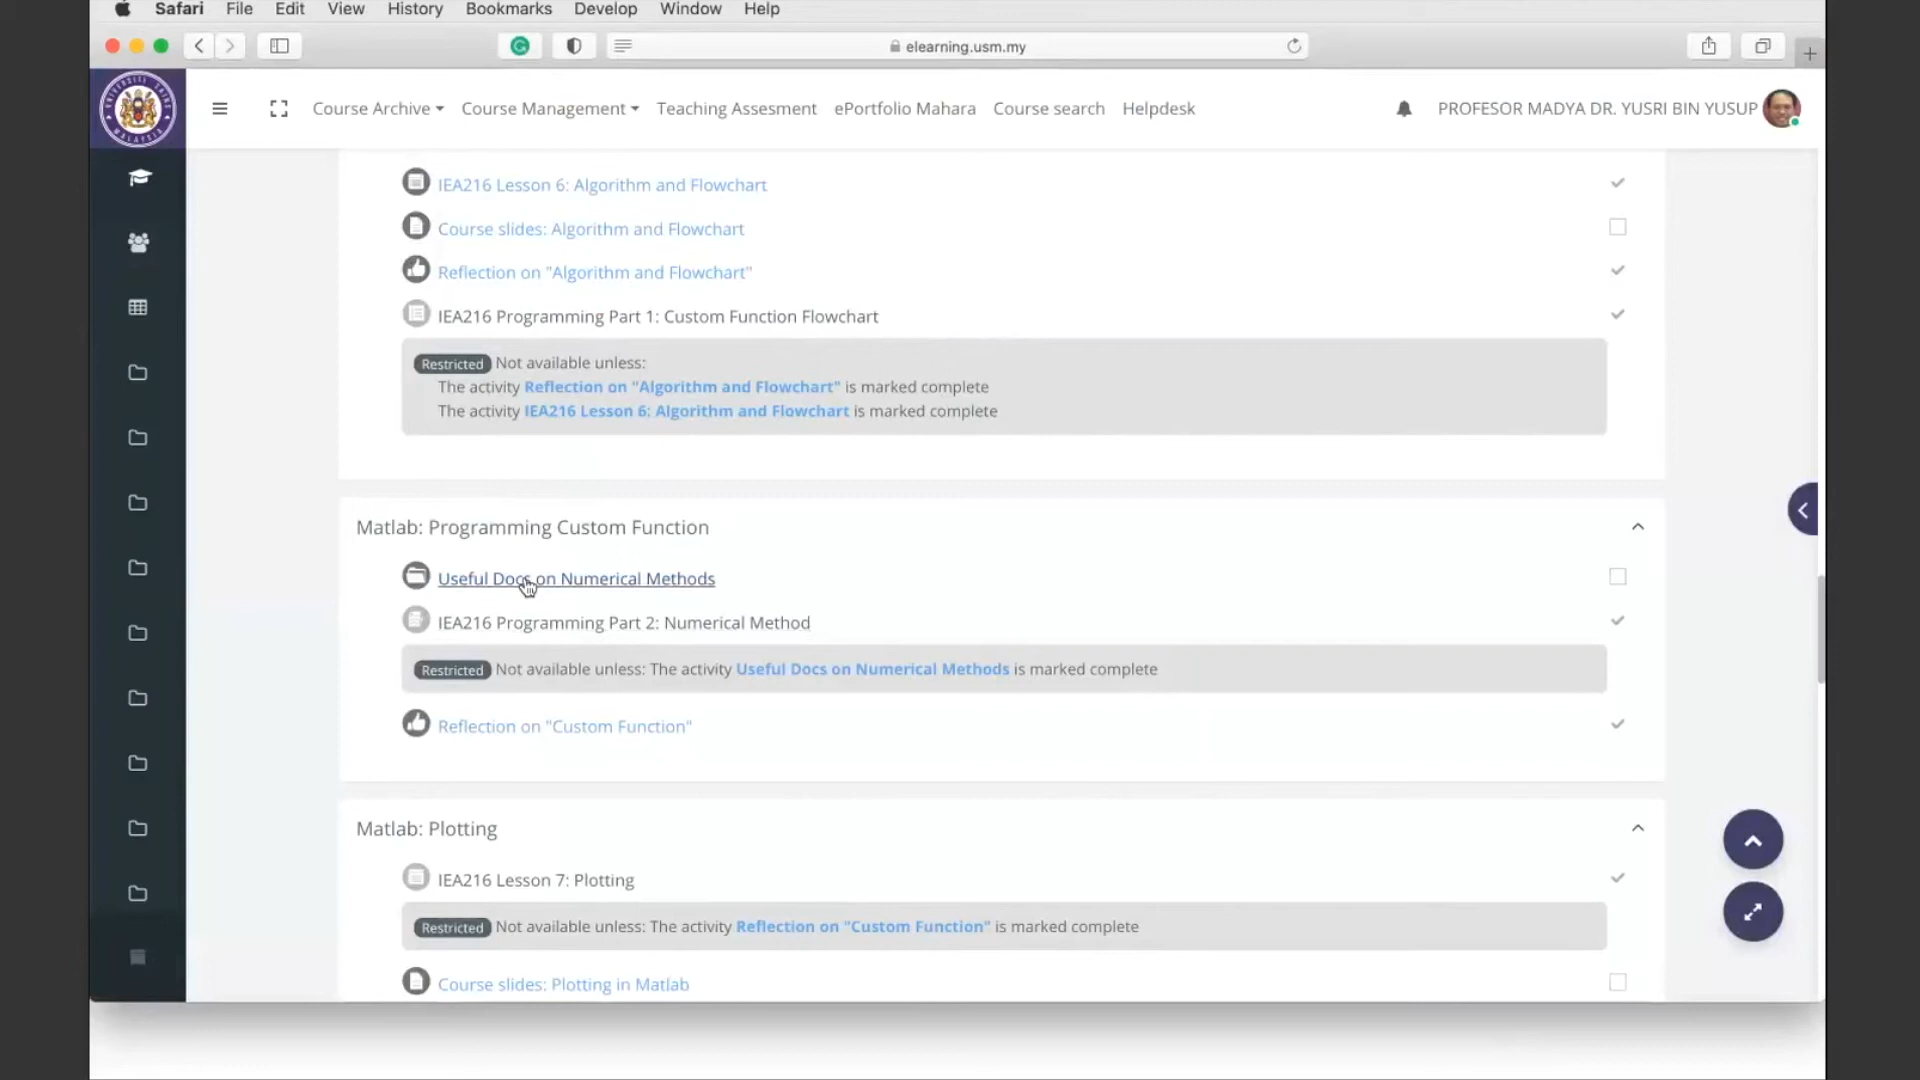 Safari File Edit View History Bookmarks Develop Window Help
elearning.usm.my
Course Archive Course Management Teaching Assesment ePortfolio Mahara Course search Helpdesk PROFESOR MADYA DR. YUSRI BIN YUSUP
IEA216 Lesson 6: Algorithm and Flowchart
Course slides: Algorithm and Flowchart
Reflection on "Algorithm and Flowchart"
IEA216 Programming Part 1: Custom Function Flowchart
Restricted Not available unless:
The activity Reflection on "Algorithm and Flowchart" is marked complete
The activity IEA216 Lesson 6: Algorithm and Flowchart is marked complete
Matlab: Programming Custom Function
Useful Docs on Numerical Methods
IEA216 Programming Part 2: Numerical Method
Restricted Not available unless: The activity Useful Docs on Numerical Methods is marked complete
Reflection on "Custom Function"
Matlab: Plotting
IEA216 Lesson 7: Plotting
Restricted Not available unless: The activity Reflection on "Custom Function" is marked complete
Course slides: Plotting in Matlab